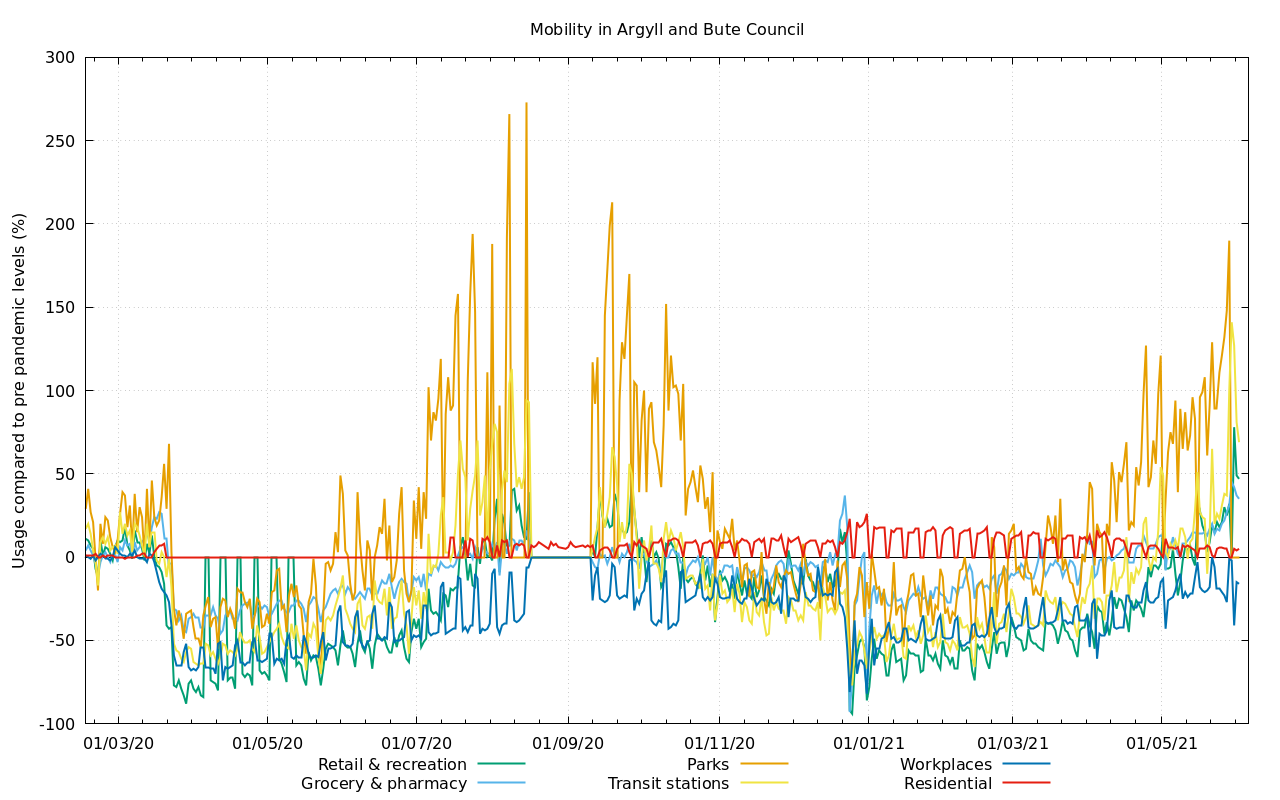 Mobility in Argyll and Bute Council
Usage compared to pre pandemic levels (%)
300
250
200
150
100
50
0
-50
-100
01/03/20 01/05/20 01/07/20 01/09/20 01/11/20 01/01/21 01/03/21 01/05/21
Retail & recreation Parks Workplaces
Grocery & pharmacy Transit stations Residential